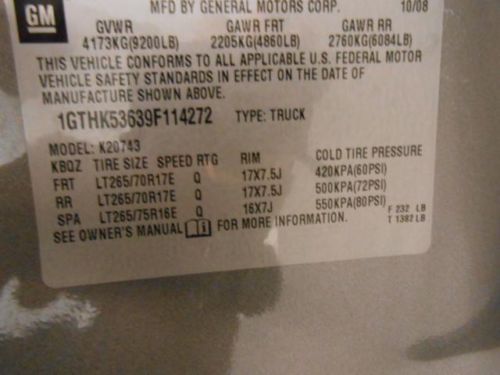 GM
MFD BY GENERAL MOTORS CORP. 10/08
GVWR GAWR FRT GAWR RR
4173KG(9200LB) 2205KG(4860LB) 2760KG(6084LB)
THIS VEHICLE CONFORMS TO ALL APPLICABLE U.S. FEDERAL MOTOR
VEHICLE SAFETY STANDARDS IN EFFECT ON THE DATE OF
MANUFACTURE SHOWN ABOVE.
1GTHK53639F114272 TYPE: TRUCK
MODEL: K20743
KBQZ TIRE SIZE SPEED RTG RIM COLD TIRE PRESSURE
FRT LT265/70R17E Q 17X7.5J 420KPA(60PSI)
RR LT265/70R17E Q 17X7.5J 500KPA(72PSI)
SPA LT265/75R16E Q 16X7J 550KPA(80PSI) F 232 LB
SEE OWNER'S MANUAL FOR MORE INFORMATION. T 1382 LB